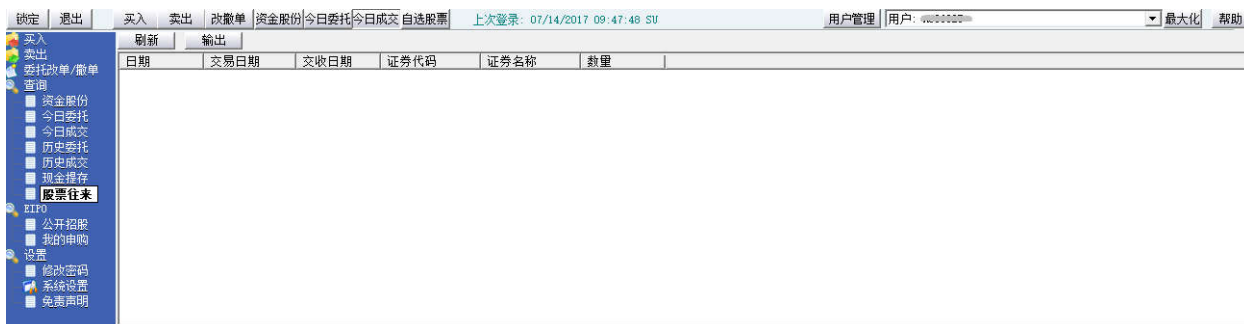 锁定 退出 买入 卖出 改撤单 资金股份 今日委托 今日成交 自选股票 上次登录: 07/14/2017 09:47:48 SU 用户管理 用户: 最大化 帮助
买入
卖出
委托改单/撤单
查询
资金股份
今日委托
今日成交
历史委托
历史成交
现金提存
股票往来
EIPO
公开招股
我的申购
设置
修改密码
系统设置
免责声明
刷新 输出
日期 交易日期 交收日期 证券代码 证券名称 数量